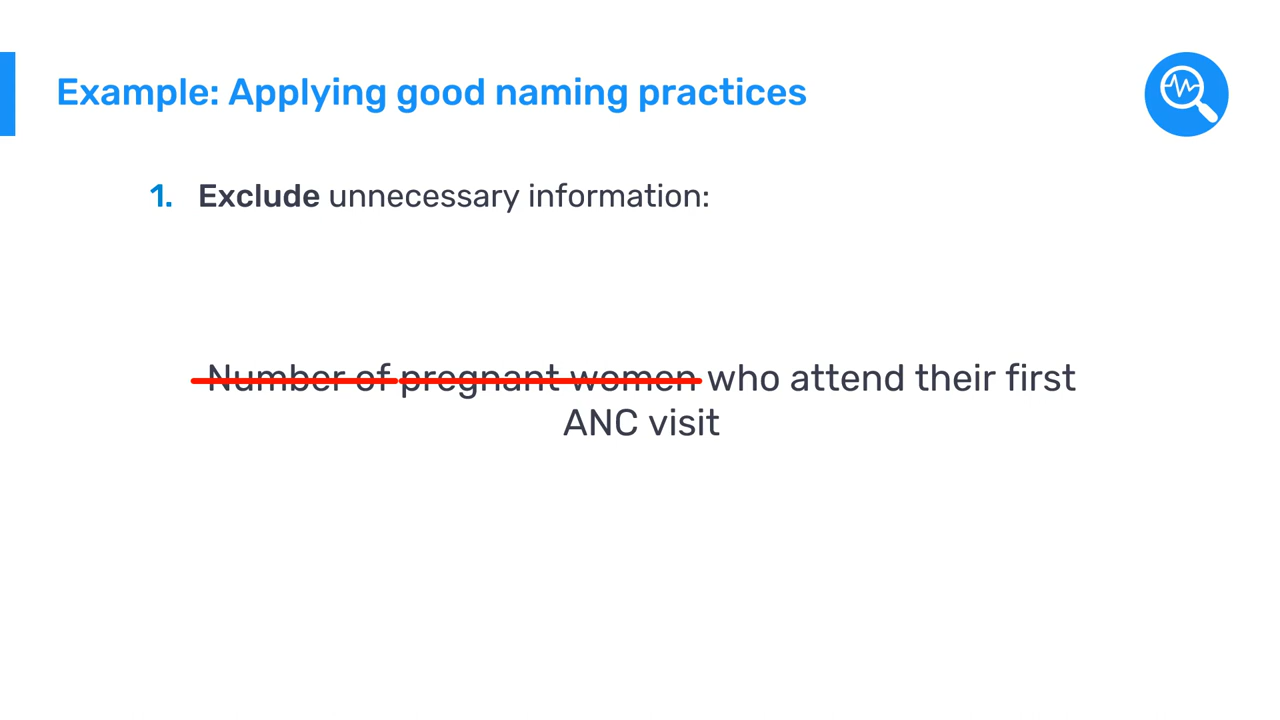 Example: Applying good naming practices
1. Exclude unnecessary information:
Number of pregnant women who attend their first
ANC visit